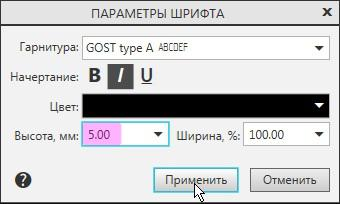 ПАРАМЕТРЫ ШРИФТА
Гарнитура: GOST type A ABCDEF
Начертание: B I U
Цвет:
Высота, мм: 5.00 Ширина, %: 100.00
? Применить Отменить